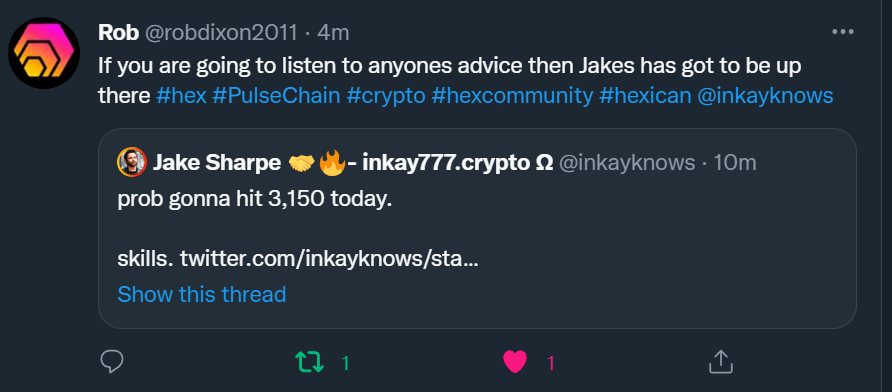 Rob @robdixon2011 · 4m
If you are going to listen to anyones advice then Jakes has got to be up
there #hex #PulseChain #crypto #hexcommunity #hexican @inkayknows
Jake Sharpe 🤝🔥- inkay777.crypto Ω @inkayknows · 10m
prob gonna hit 3,150 today.
skills. twitter.com/inkayknows/sta...
Show this thread
1 1